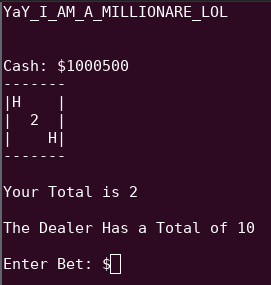 YaY_I_AM_A_MILLIONARE_LOL
Cash: $1000500
-------
|H    |
|  2  |
|    H|
-------
Your Total is 2
The Dealer Has a Total of 10
Enter Bet: $